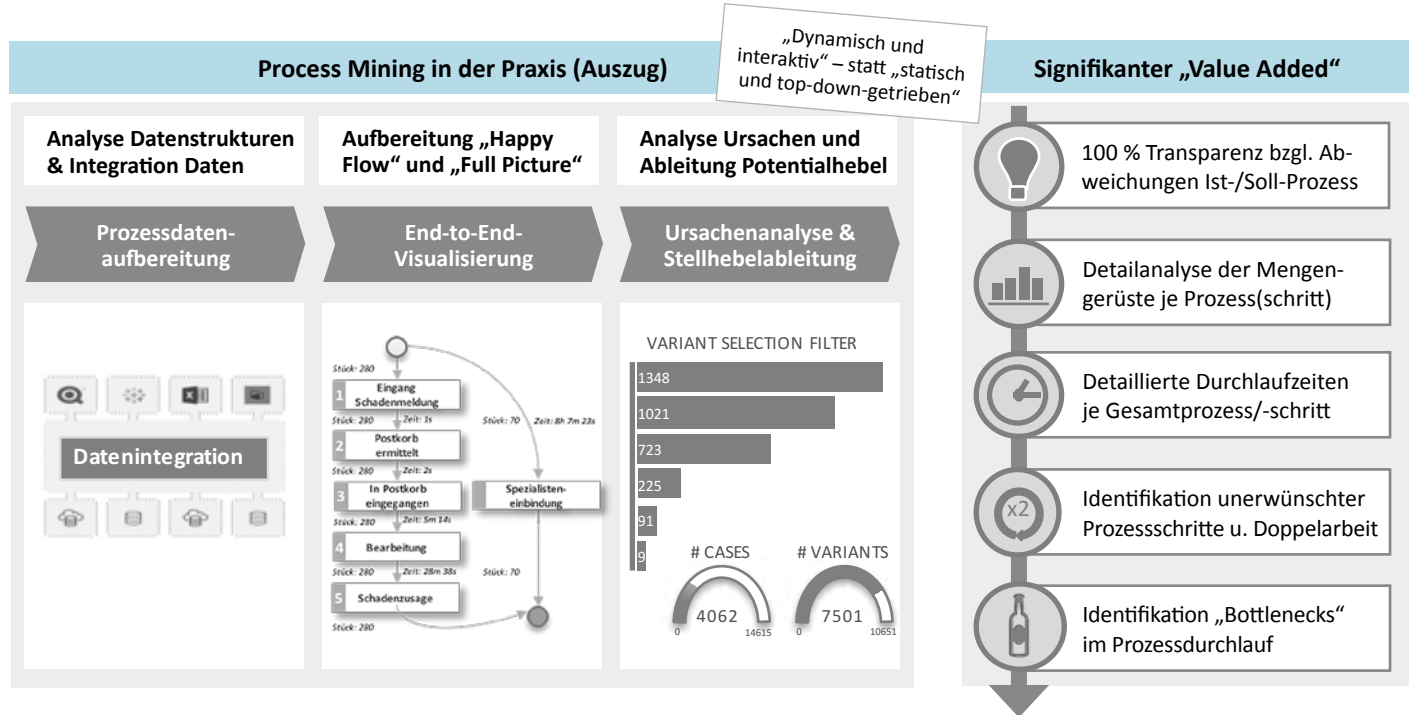 Process Mining in der Praxis (Auszug)
„Dynamisch und
interaktiv“ – statt „statisch
und top-down-getrieben“
Signifikanter „Value Added“
Analyse Datenstrukturen
& Integration Daten
Prozessdaten-
aufbereitung
Datenintegration
Aufbereitung „Happy
Flow“ und „Full Picture“
End-to-End-
Visualisierung
Stück: 280
1 Eingang
Schadenmeldung
Stück: 280 Zeit: 1s
Stück: 70 Zeit: 8h 7m 23s
2 Postkorb
ermittelt
Stück: 280 Zeit: 2s
3 In Postkorb
eingegangen
Spezialisten-
einbindung
Stück: 280 Zeit: 5m 14s
4 Bearbeitung
Stück: 280 Zeit: 28m 38s
Stück: 70
5 Schadenzusage
Stück: 280
Analyse Ursachen und
Ableitung Potentialhebel
Ursachenanalyse &
Stellhebelableitung
VARIANT SELECTION FILTER
1348
1021
723
225
91
9
# CASES
4062
0 14615
# VARIANTS
7501
0 10651
100 % Transparenz bzgl. Ab-
weichungen Ist-/Soll-Prozess
Detailanalyse der Mengen-
gerüste je Prozess(schritt)
Detaillierte Durchlaufzeiten
je Gesamtprozess/-schritt
x2
Identifikation unerwünschter
Prozessschritte u. Doppelarbeit
Identifikation „Bottlenecks“
im Prozessdurchlauf